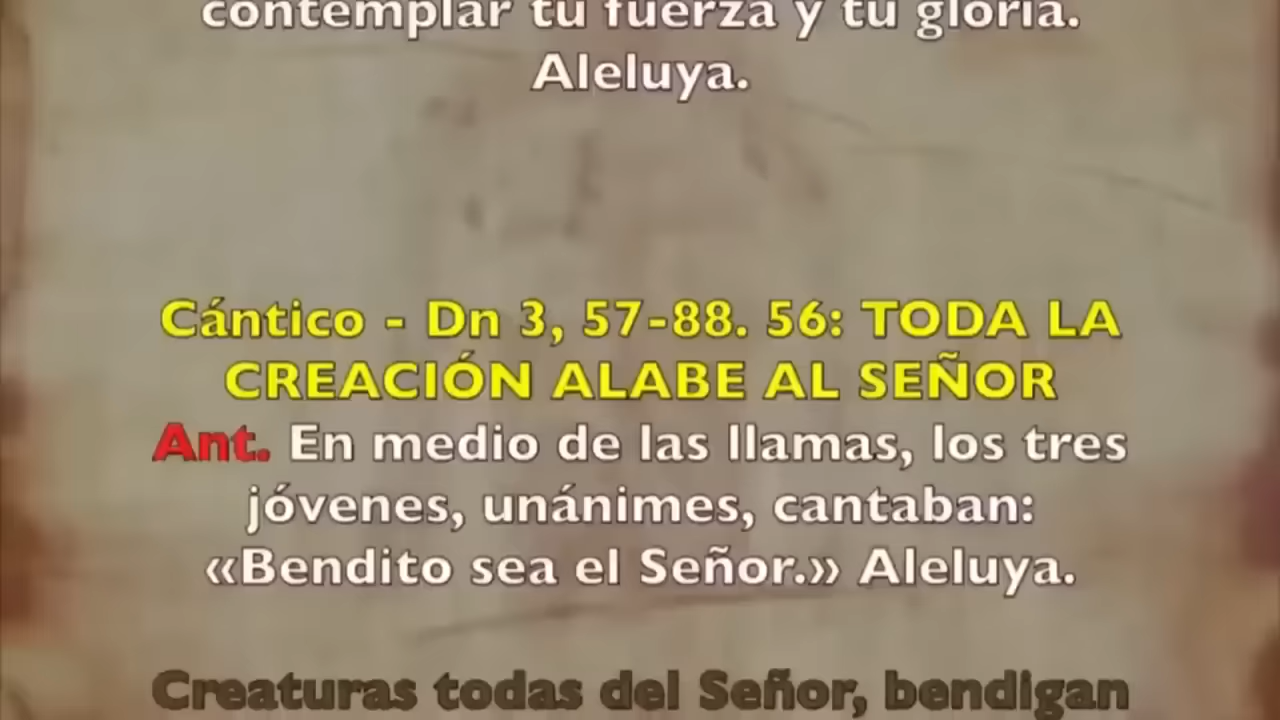 contemplar tu fuerza y tu gloria.
Aleluya.
Cántico - Dn 3, 57-88. 56: TODA LA
CREACIÓN ALABE AL SEÑOR
Ant. En medio de las llamas, los tres
jóvenes, unánimes, cantaban:
«Bendito sea el Señor.» Aleluya.
Creaturas todas del Señor, bendigan